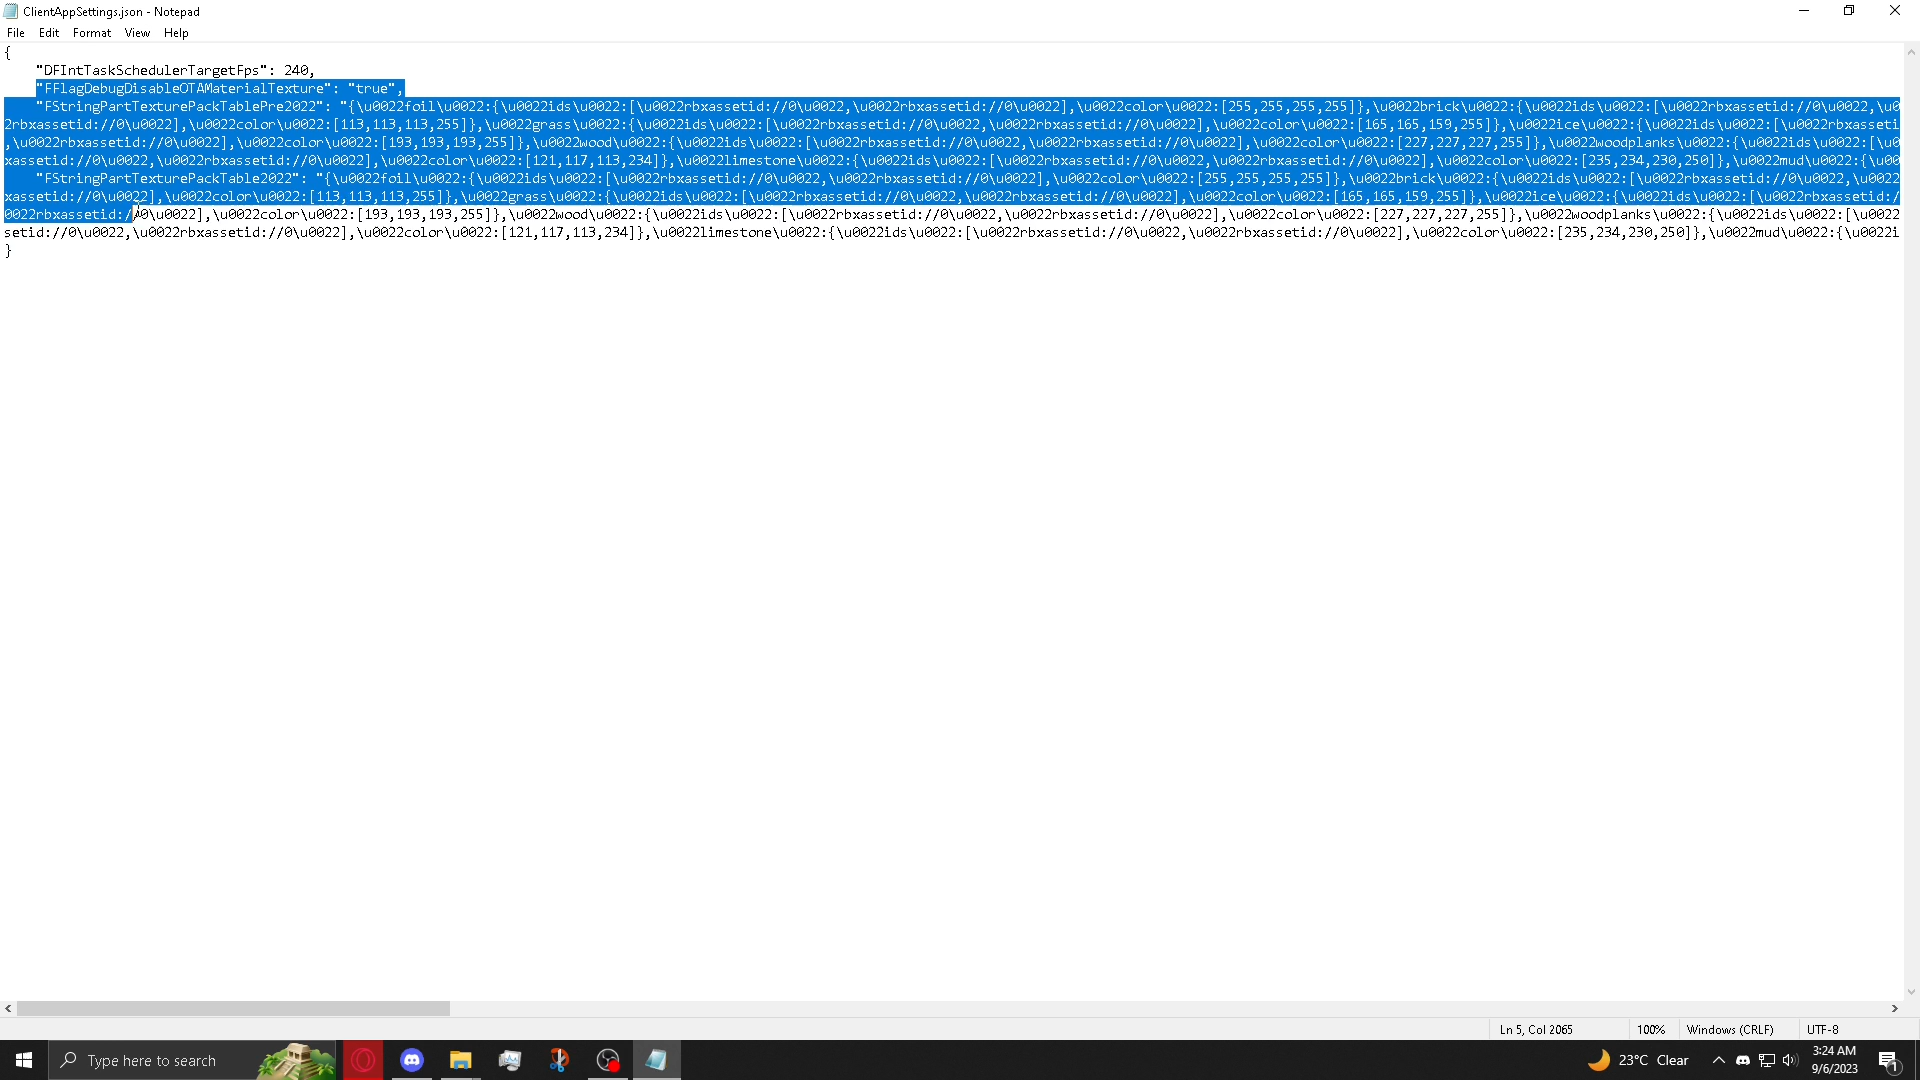 ClientAppSettings.json - Notepad
File Edit Format View Help
{
"DFIntTaskSchedulerTargetFps": 240,
"FFlagDebugDisableOTAMaterialTexture": "true",
"FStringPartTexturePackTablePre2022": "{\u0022foil\u0022:{\u0022ids\u0022:[\u0022rbxassetid://0\u0022,\u0022rbxassetid://0\u0022],\u0022color\u0022:[255,255,255,255]},\u0022brick\u0022:{\u0022ids\u0022:[\u0022rbxassetid://0\u0022,\u0
2rbxassetid://0\u0022],\u0022color\u0022:[113,113,113,255]},\u0022grass\u0022:{\u0022ids\u0022:[\u0022rbxassetid://0\u0022,\u0022rbxassetid://0\u0022],\u0022color\u0022:[165,165,159,255]},\u0022ice\u0022:{\u0022ids\u0022:[\u0022rbxasseti
,\u0022rbxassetid://0\u0022],\u0022color\u0022:[193,193,193,255]},\u0022wood\u0022:{\u0022ids\u0022:[\u0022rbxassetid://0\u0022,\u0022rbxassetid://0\u0022],\u0022color\u0022:[227,227,227,255]},\u0022woodplanks\u0022:{\u0022ids\u0022:[\u0
xassetid://0\u0022,\u0022rbxassetid://0\u0022],\u0022color\u0022:[121,117,113,234]},\u0022limestone\u0022:{\u0022ids\u0022:[\u0022rbxassetid://0\u0022,\u0022rbxassetid://0\u0022],\u0022color\u0022:[235,234,230,250]},\u0022mud\u0022:{\u00
"FStringPartTexturePackTable2022": "{\u0022foil\u0022:{\u0022ids\u0022:[\u0022rbxassetid://0\u0022,\u0022rbxassetid://0\u0022],\u0022color\u0022:[255,255,255,255]},\u0022brick\u0022:{\u0022ids\u0022:[\u0022rbxassetid://0\u0022,\u0022
xassetid://0\u0022],\u0022color\u0022:[113,113,113,255]},\u0022grass\u0022:{\u0022ids\u0022:[\u0022rbxassetid://0\u0022,\u0022rbxassetid://0\u0022],\u0022color\u0022:[165,165,159,255]},\u0022ice\u0022:{\u0022ids\u0022:[\u0022rbxassetid:/
0022rbxassetid://0\u0022],\u0022color\u0022:[193,193,193,255]},\u0022wood\u0022:{\u0022ids\u0022:[\u0022rbxassetid://0\u0022,\u0022rbxassetid://0\u0022],\u0022color\u0022:[227,227,227,255]},\u0022woodplanks\u0022:{\u0022ids\u0022:[\u0022
setid://0\u0022,\u0022rbxassetid://0\u0022],\u0022color\u0022:[121,117,113,234]},\u0022limestone\u0022:{\u0022ids\u0022:[\u0022rbxassetid://0\u0022,\u0022rbxassetid://0\u0022],\u0022color\u0022:[235,234,230,250]},\u0022mud\u0022:{\u0022i
}
Ln 5, Col 2065 100% Windows (CRLF) UTF-8
Type here to search 23°C Clear 3:24 AM
9/6/2023 1